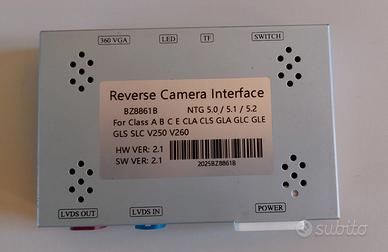 360 VGA LED TF SWITCH
Reverse Camera Interface
BZ8861B NTG 5.0 / 5.1 / 5.2
For Class A B C E CLA CLS GLA GLC GLE
GLS SLC V250 V260
HW VER: 2.1
SW VER: 2.1
2025BZ8861B
LVDS OUT LVDS IN POWER
subito